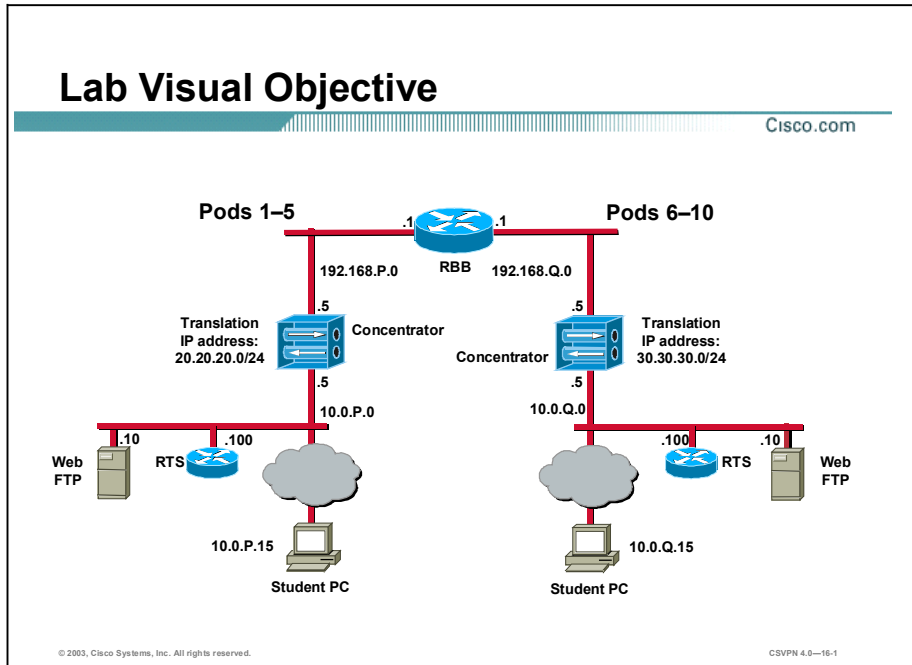 Lab Visual Objective
Cisco.com
Pods 1–5
Pods 6–10
.1
.1
RBB
192.168.P.0
192.168.Q.0
.5
.5
Translation
IP address:
20.20.20.0/24
Concentrator
Concentrator
Translation
IP address:
30.30.30.0/24
.5
.5
10.0.P.0
10.0.Q.0
.10
.100
.100
.10
Web
FTP
RTS
RTS
Web
FTP
10.0.P.15
10.0.Q.15
Student PC
Student PC
© 2003, Cisco Systems, Inc. All rights reserved.
CSVPN 4.0—16-1